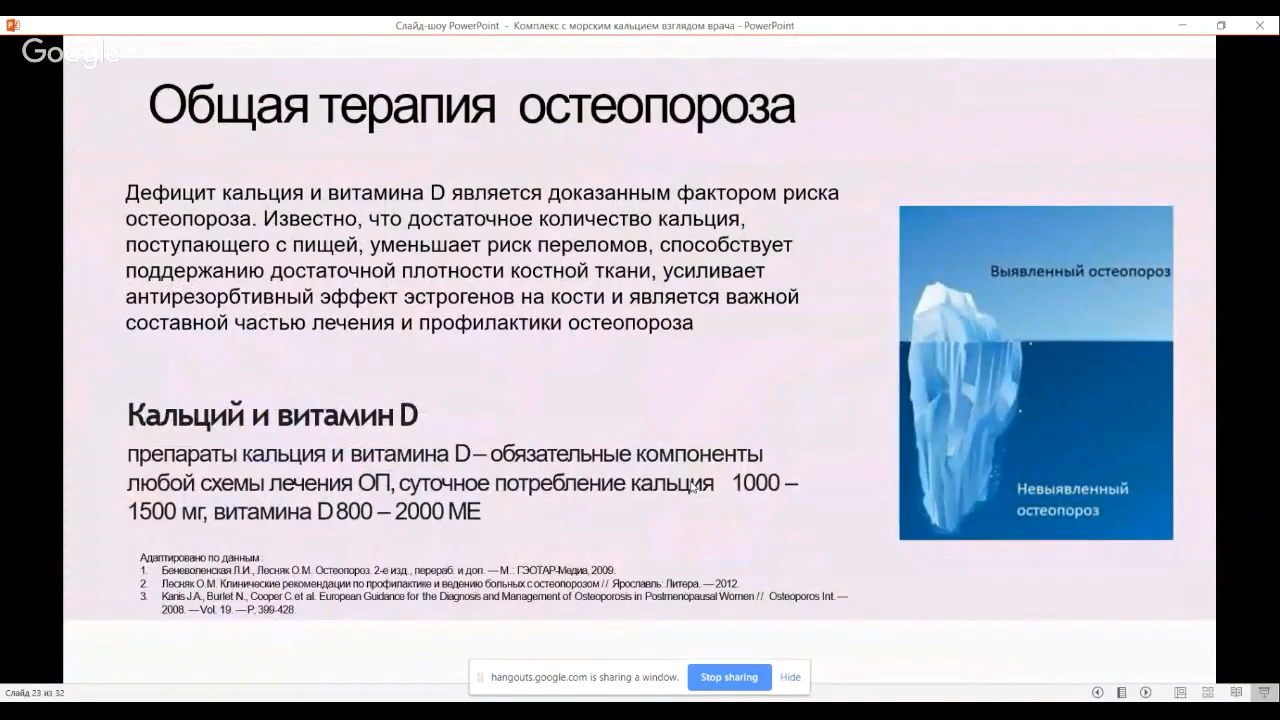 Слайд-шоу PowerPoint - Комплекс с морским кальцием взглядом врача - PowerPoint
Google
Общая терапия остеопороза
Дефицит кальция и витамина D является доказанным фактором риска
остеопороза. Известно, что достаточное количество кальция,
поступающего с пищей, уменьшает риск переломов, способствует
поддержанию достаточной плотности костной ткани, усиливает
антирезорбтивный эффект эстрогенов на кости и является важной
составной частью лечения и профилактики остеопороза
Выявленный остеопороз
Невыявленный
остеопороз
Кальций и витамин D
препараты кальция и витамина D – обязательные компоненты
любой схемы лечения ОП, суточное потребление кальция 1000 –
1500 мг, витамина D 800 – 2000 МЕ
Адаптировано по данным:
1. Беневоленская Л.И., Лесняк О.М. Остеопороз. 2-е изд., перераб. и доп. — М.: ГЭОТАР-Медиа, 2009.
2. Лесняк О.М. Клинические рекомендации по профилактике и ведению больных с остеопорозом // Ярославль: Литера. — 2012.
3. Kanis J.A., Burlet N., Cooper C. et al. European Guidance for the Diagnosis and Management of Osteoporosis in Postmenopausal Women // Osteoporos Int. —
2008. — Vol. 19. — P. 399-428.
hangouts.google.com is sharing a window. Stop sharing Hide
Слайд 23 из 32